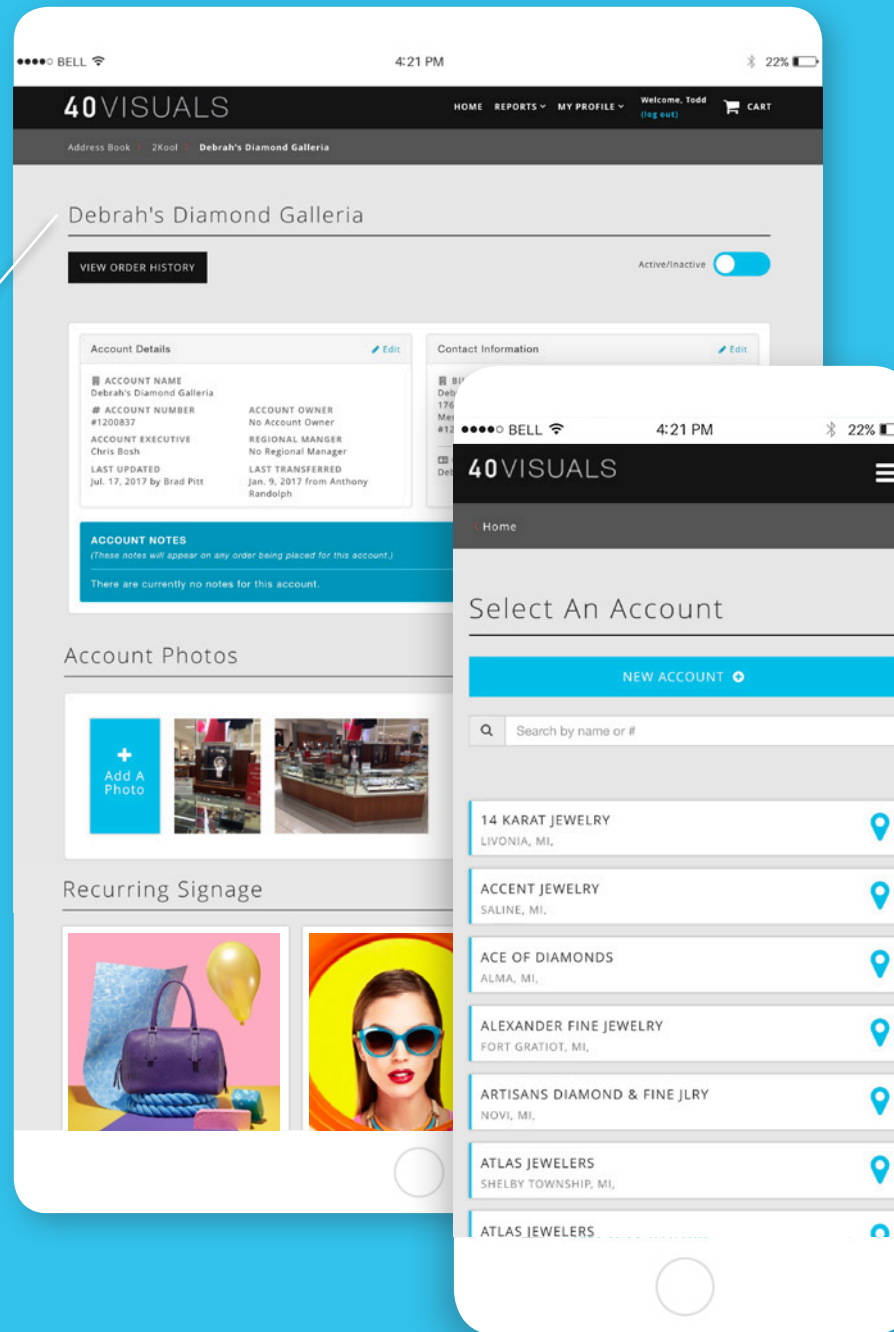 BELL
4:21 PM
22%
40VISUALS
HOME REPORTS MY PROFILE Welcome, Todd (log out) CART
Address Book 2Kool Debrah's Diamond Galleria
Debrah's Diamond Galleria
VIEW ORDER HISTORY
Active/Inactive
Account Details
Edit
ACCOUNT NAME
Debrah's Diamond Galleria
# ACCOUNT NUMBER
#1200837
ACCOUNT OWNER
No Account Owner
ACCOUNT EXECUTIVE
Chris Bosh
REGIONAL MANGER
No Regional Manager
LAST UPDATED
Jul. 17, 2017 by Brad Pitt
LAST TRANSFERRED
Jan. 9, 2017 from Anthony
Randolph
Contact Information
Edit
ACCOUNT NOTES
(These notes will appear on any order being placed for this account.)
There are currently no notes for this account.
Account Photos
+
Add A
Photo
Recurring Signage
BELL
4:21 PM
22%
40VISUALS
Home
Select An Account
NEW ACCOUNT
Search by name or #
14 KARAT JEWELRY
LIVONIA, MI,
ACCENT JEWELRY
SALINE, MI,
ACE OF DIAMONDS
ALMA, MI,
ALEXANDER FINE JEWELRY
FORT GRATIOT, MI,
ARTISANS DIAMOND & FINE JLRY
NOVI, MI,
ATLAS JEWELERS
SHELBY TOWNSHIP, MI,
ATLAS JEWELERS